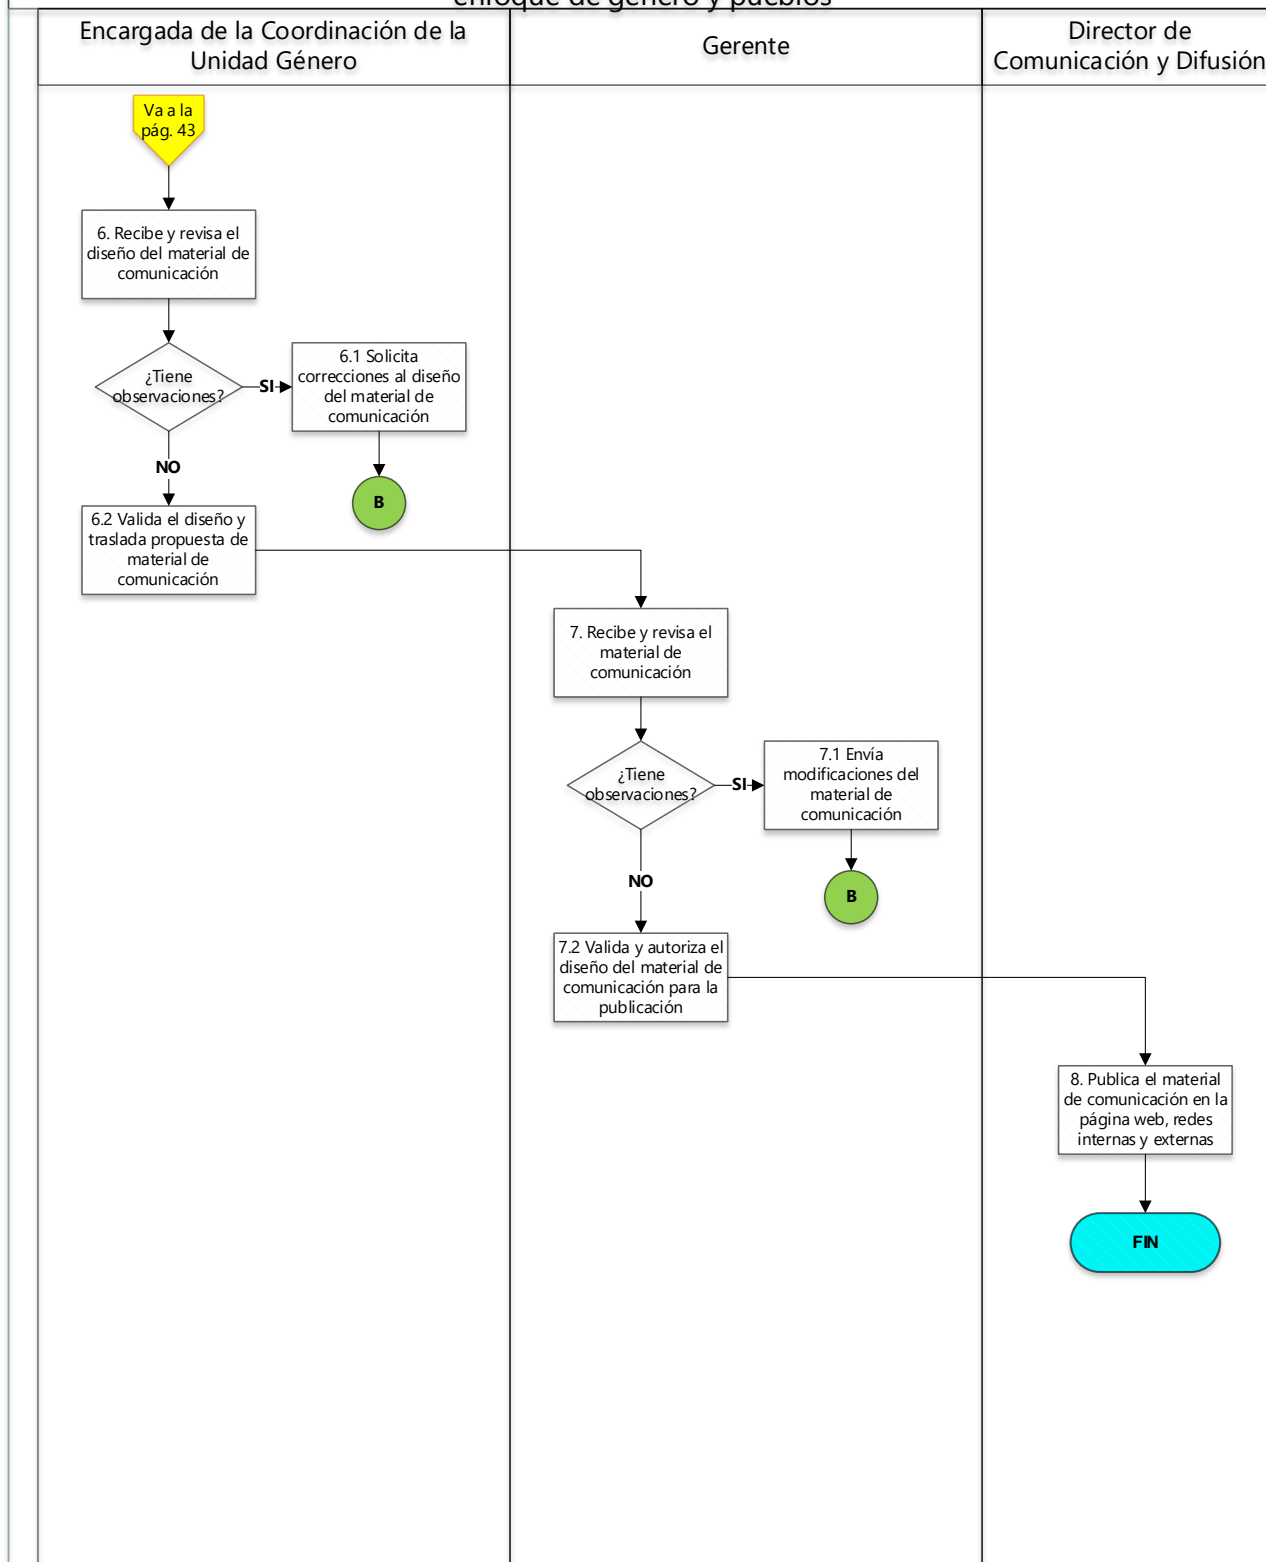 enfoque de género y pueblos
Encargada de la Coordinación de la
Unidad Género
Gerente
Director de
Comunicación y Difusión
Va a la
pág. 43
6. Recibe y revisa el
diseño del material de
comunicación
¿Tiene
observaciones?
SI
6.1 Solicita
correcciones al diseño
del material de
comunicación
NO
B
6.2 Valida el diseño y
traslada propuesta de
material de
comunicación
7. Recibe y revisa el
material de
comunicación
¿Tiene
observaciones?
SI
7.1 Envía
modificaciones del
material de
comunicación
NO
B
7.2 Valida y autoriza el
diseño del material de
comunicación para la
publicación
8. Publica el material
de comunicación en la
página web, redes
internas y externas
FIN